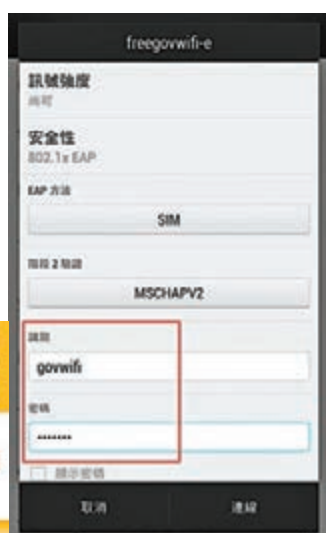 freegovwifi-e
訊號強度
尚可
安全性
802.1x EAP
EAP 方法
SIM
階段 2 驗證
MSCHAPV2
識別
govwifi
密碼
•••••••
顯示密碼
取消
連線